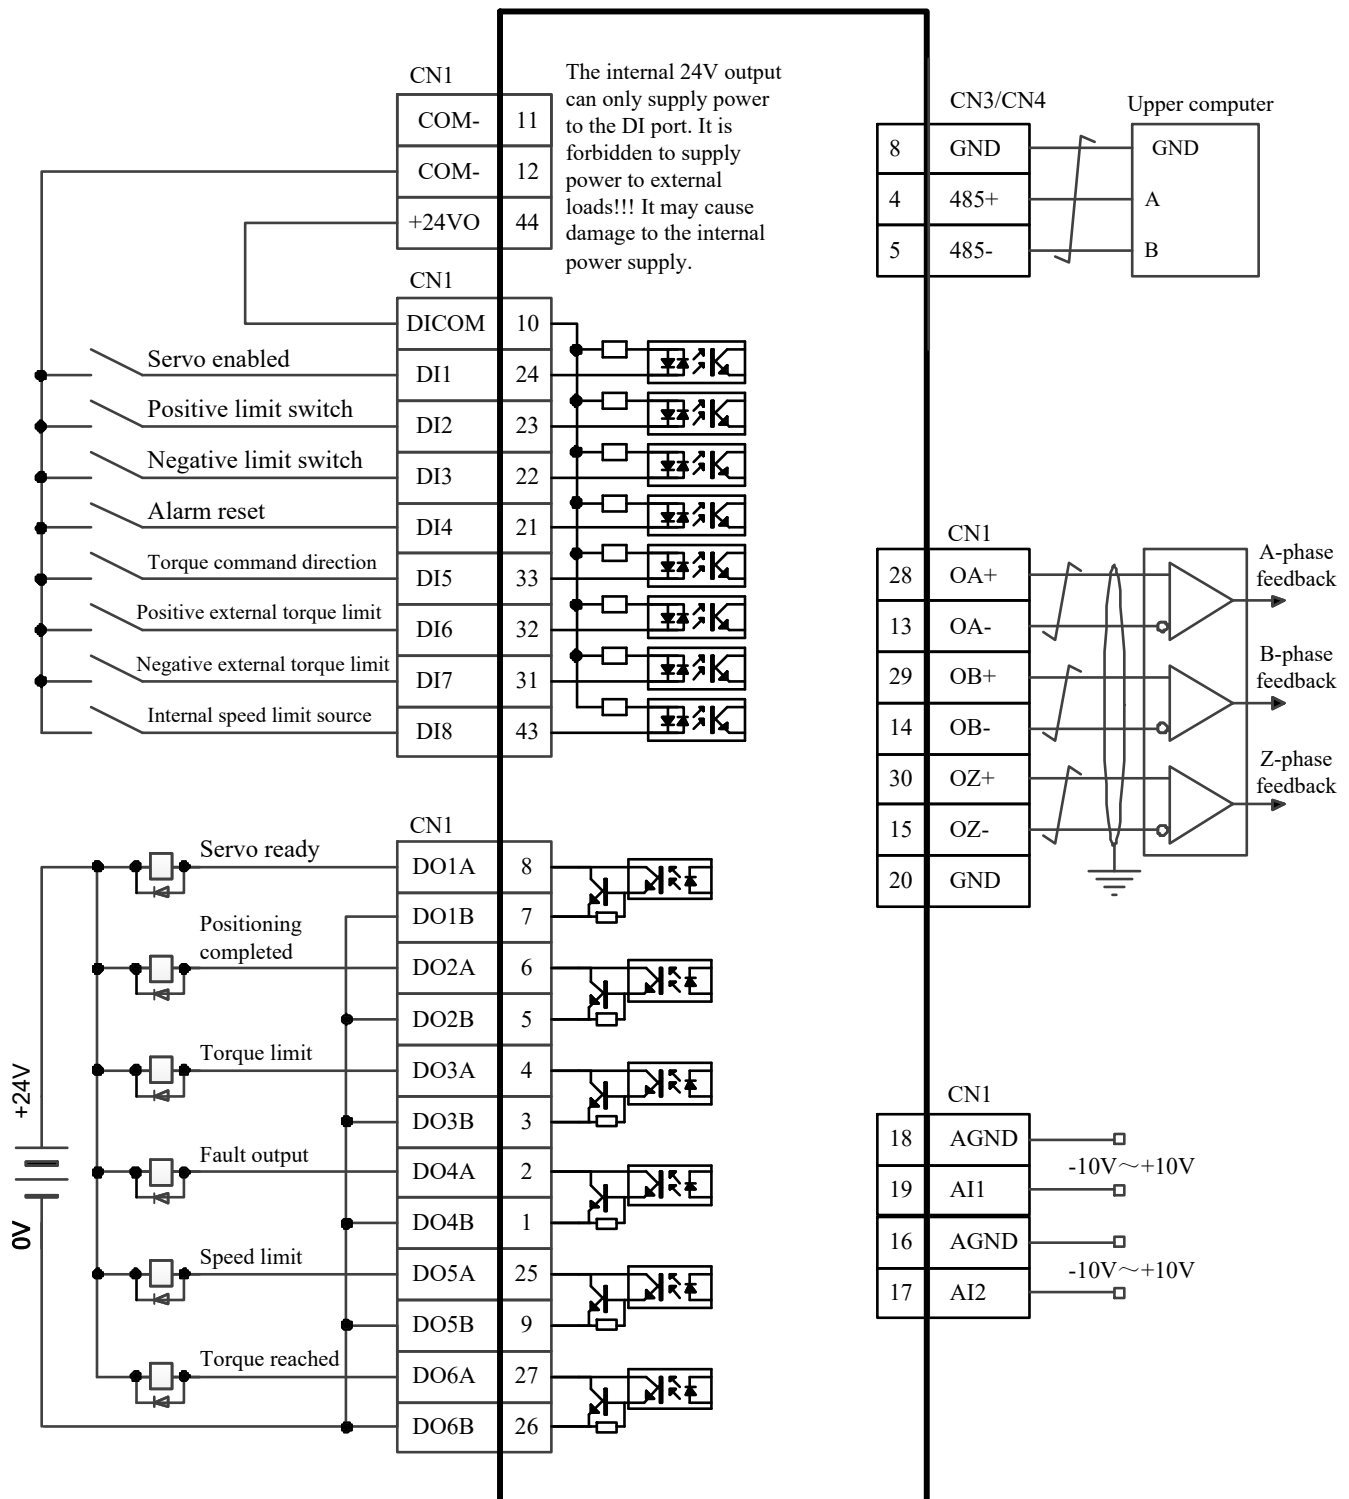 CN1
COM- 11
COM- 12
+24VO 44
The internal 24V output
can only supply power
to the DI port. It is
forbidden to supply
power to external
loads!!! It may cause
damage to the internal
power supply.
CN1
DICOM 10
Servo enabled DI1 24
Positive limit switch DI2 23
Negative limit switch DI3 22
Alarm reset DI4 21
Torque command direction DI5 33
Positive external torque limit DI6 32
Negative external torque limit DI7 31
Internal speed limit source DI8 43
CN1
Servo ready DO1A 8
DO1B 7
Positioning
completed DO2A 6
DO2B 5
Torque limit DO3A 4
DO3B 3
Fault output DO4A 2
DO4B 1
Speed limit DO5A 25
DO5B 9
Torque reached DO6A 27
DO6B 26
+24V
0V
CN3/CN4 Upper computer
8 GND GND
4 485+ A
5 485- B
CN1
28 OA+
13 OA-
A-phase
feedback
29 OB+
14 OB-
B-phase
feedback
30 OZ+
15 OZ-
Z-phase
feedback
20 GND
CN1
18 AGND
-10V～+10V
19 AI1
16 AGND
-10V～+10V
17 AI2